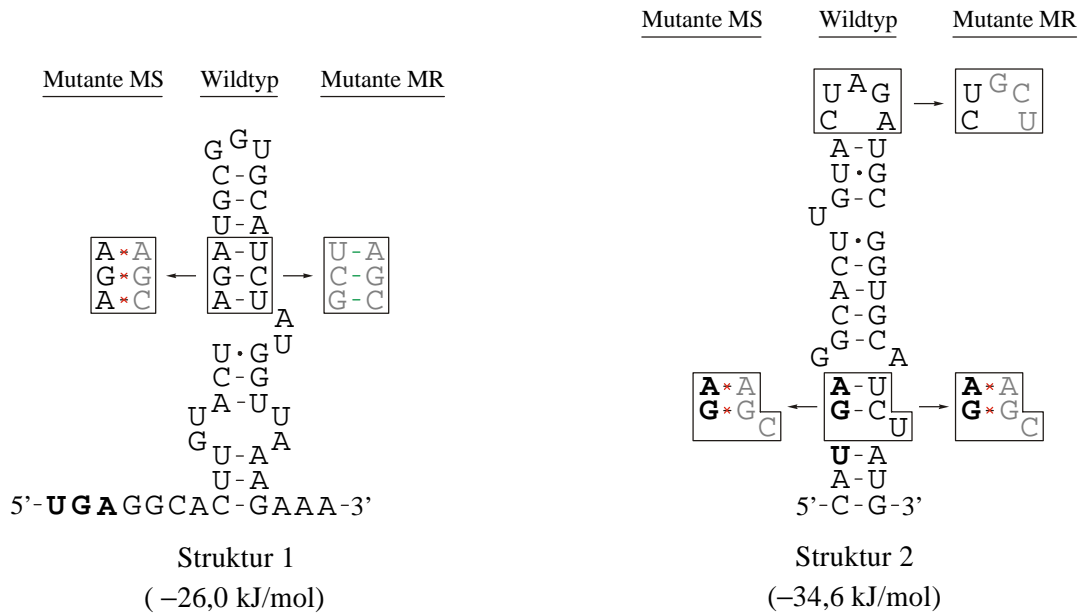 Mutante MS Wildtyp Mutante MR
G
G U
C G
G-C
U-A
A*A A-U U-A
G*G G-C C-G
A*C A-U G-C
A
U
U·G
C-G
A-U
U U
G A
U-A
U-A
5'-UGAGGCAC-GAAA-3'
Struktur 1
( −26,0 kJ/mol)
Mutante MS Wildtyp Mutante MR
A G
U G U C
C A C U
A-U
U·G
G-C
U
U·G
C-G
A-U
C-G
G-C
G A
A*A A-U A*A
G*G G-C G*G
C U C
U-A
A-U
5'-C-G-3'
Struktur 2
(−34,6 kJ/mol)